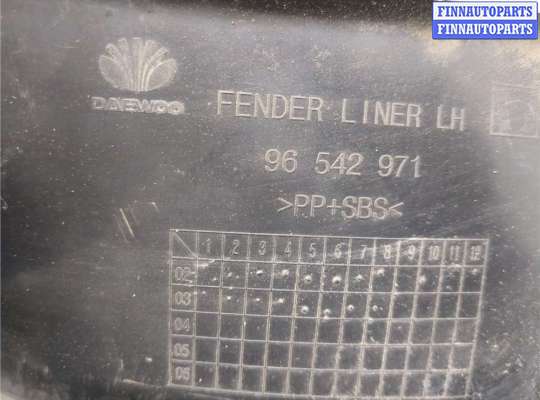 FINNAUTOPARTS
FINNAUTOPARTS
DAEWOO
FENDER LINER LH
96 542 971
>PP+SBS<
1 2 3 4 5 6 7 8 9 10 11 12
02
03
04
05
06